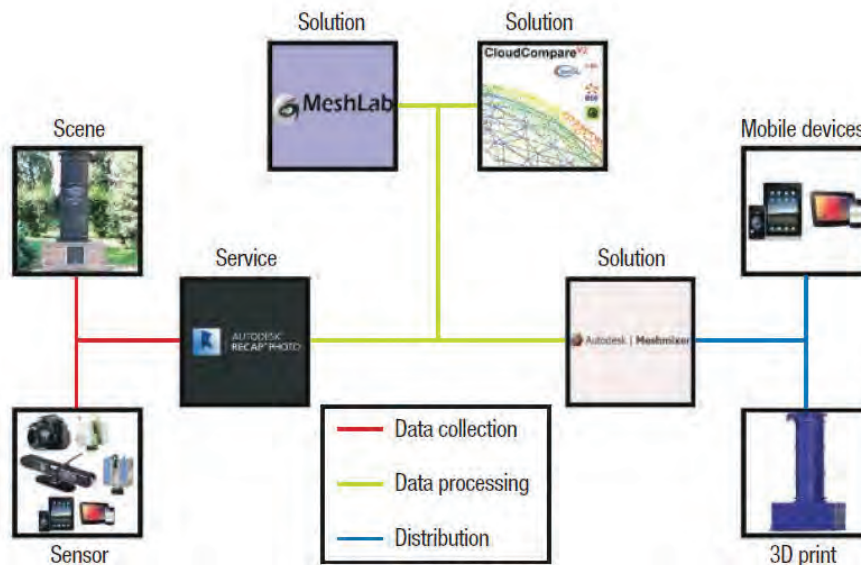 Solution
Solution
MeshLab
CloudCompare V2
Scene
Mobile devices
Service
Solution
AUTODESK
RECAP PHOTO
Autodesk | Meshmixer
Data collection
Data processing
Distribution
Sensor
3D print